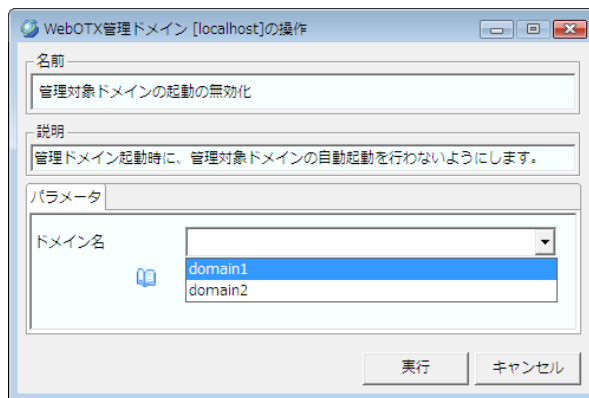 WebOTX管理ドメイン [localhost]の操作
名前
管理対象ドメインの起動の無効化
説明
管理ドメイン起動時に、管理対象ドメインの自動起動を行わないようにします。
パラメータ
ドメイン名
domain1
domain2
実行
キャンセル